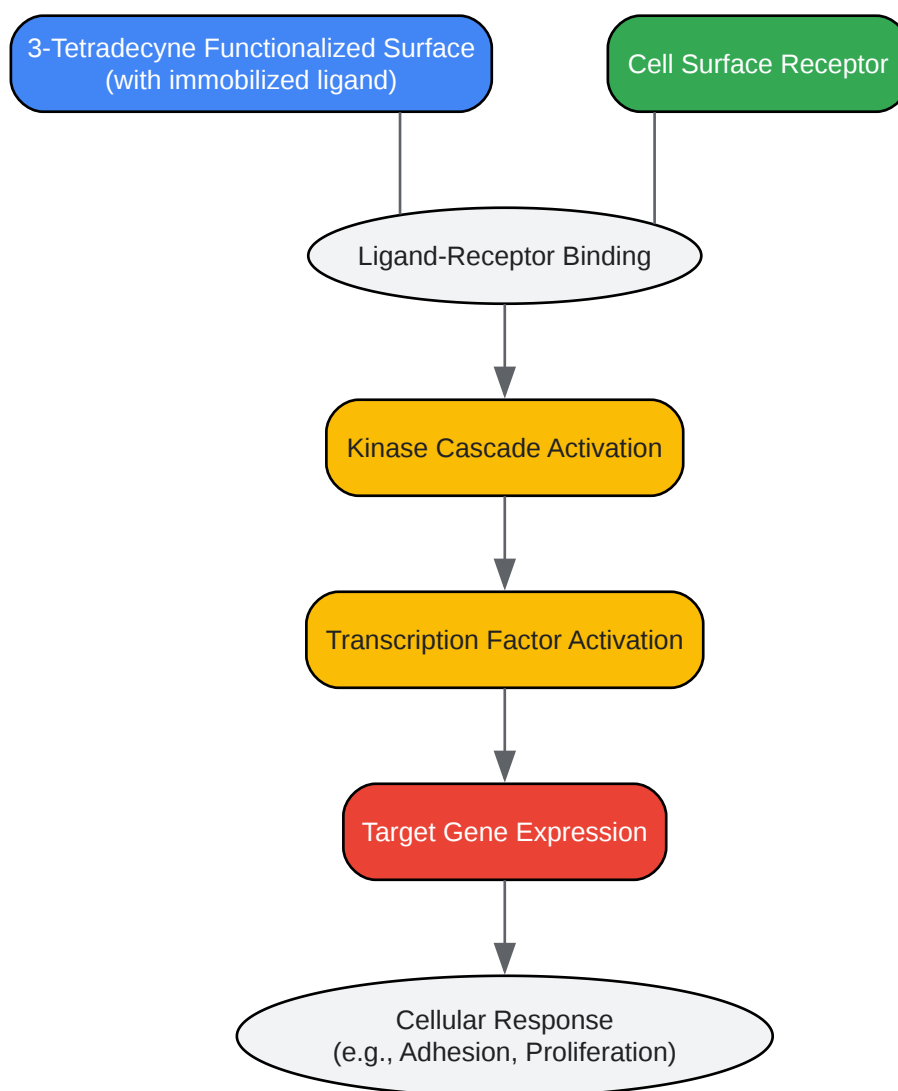 3-Tetradecyne Functionalized Surface
(with immobilized ligand)
Cell Surface Receptor
Ligand-Receptor Binding
Kinase Cascade Activation
Transcription Factor Activation
Target Gene Expression
Cellular Response
(e.g., Adhesion, Proliferation)